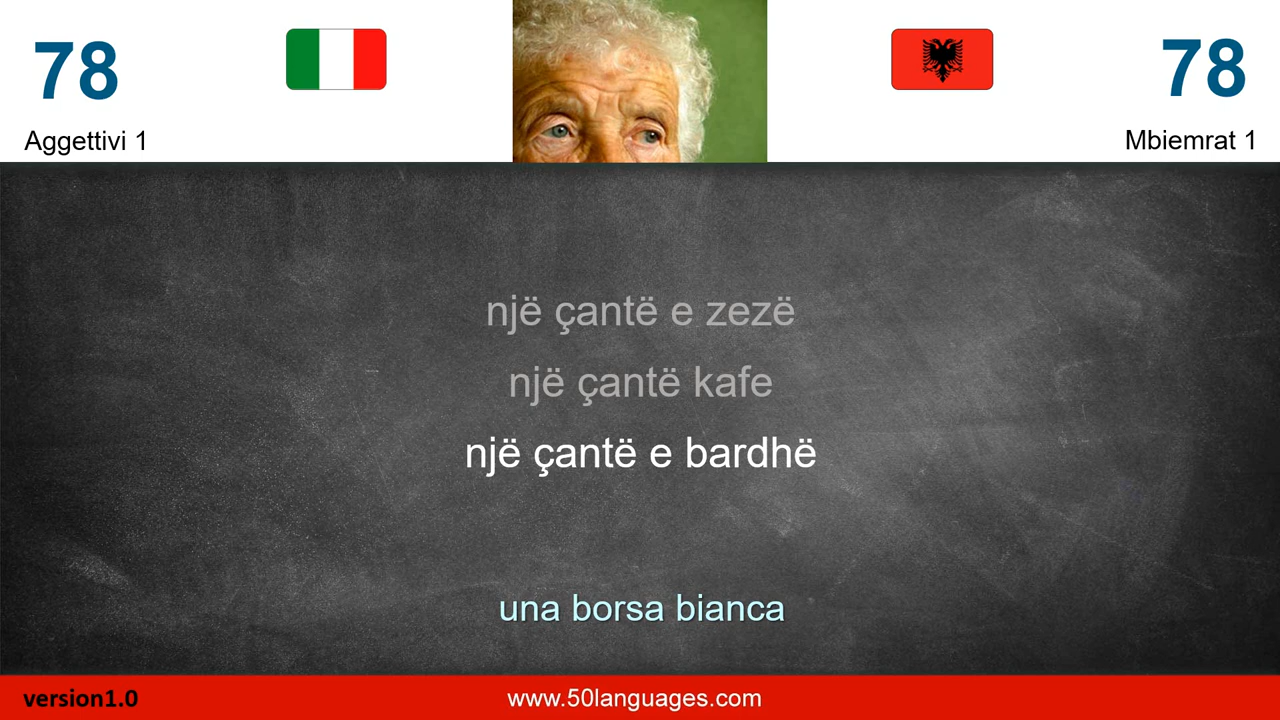 78
78
Aggettivi 1
Mbiemrat 1
një çantë e zezë
një çantë kafe
një çantë e bardhë
una borsa bianca
version1.0
www.50languages.com